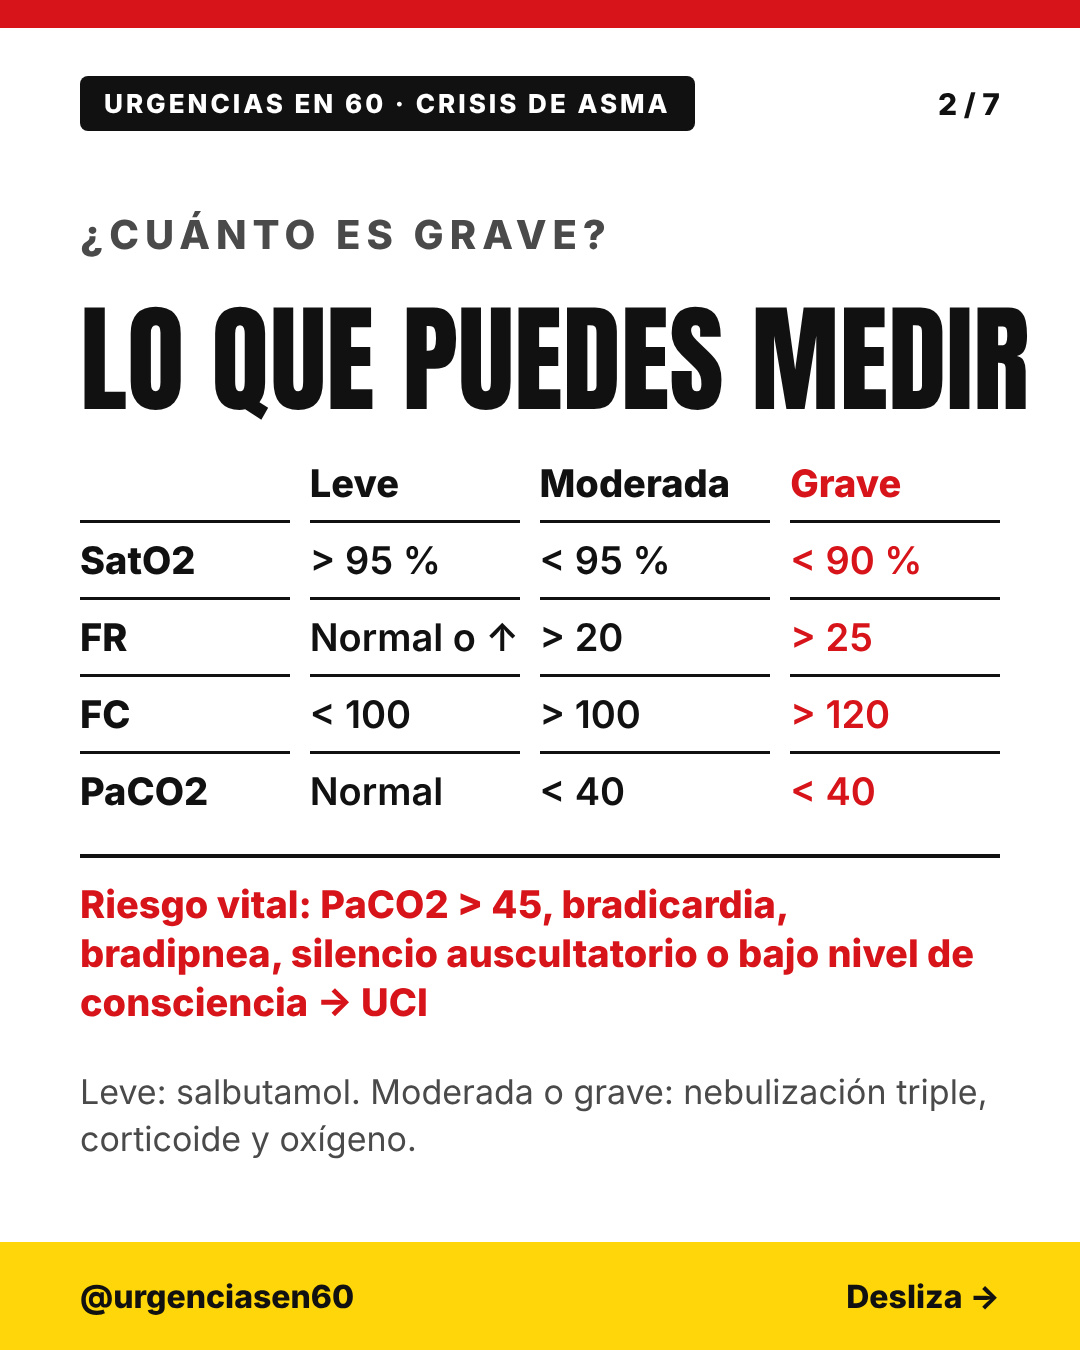 URGENCIAS EN 60 · CRISIS DE ASMA
2 / 7
¿CUÁNTO ES GRAVE?
LO QUE PUEDES MEDIR
Leve Moderada Grave
SatO2 > 95 % < 95 % < 90 %
FR Normal o ↑ > 20 > 25
FC < 100 > 100 > 120
PaCO2 Normal < 40 < 40
Riesgo vital: PaCO2 > 45, bradicardia,
bradipnea, silencio auscultatorio o bajo nivel de
consciencia → UCI
Leve: salbutamol. Moderada o grave: nebulización triple,
corticoide y oxígeno.
@urgenciasen60
Desliza →